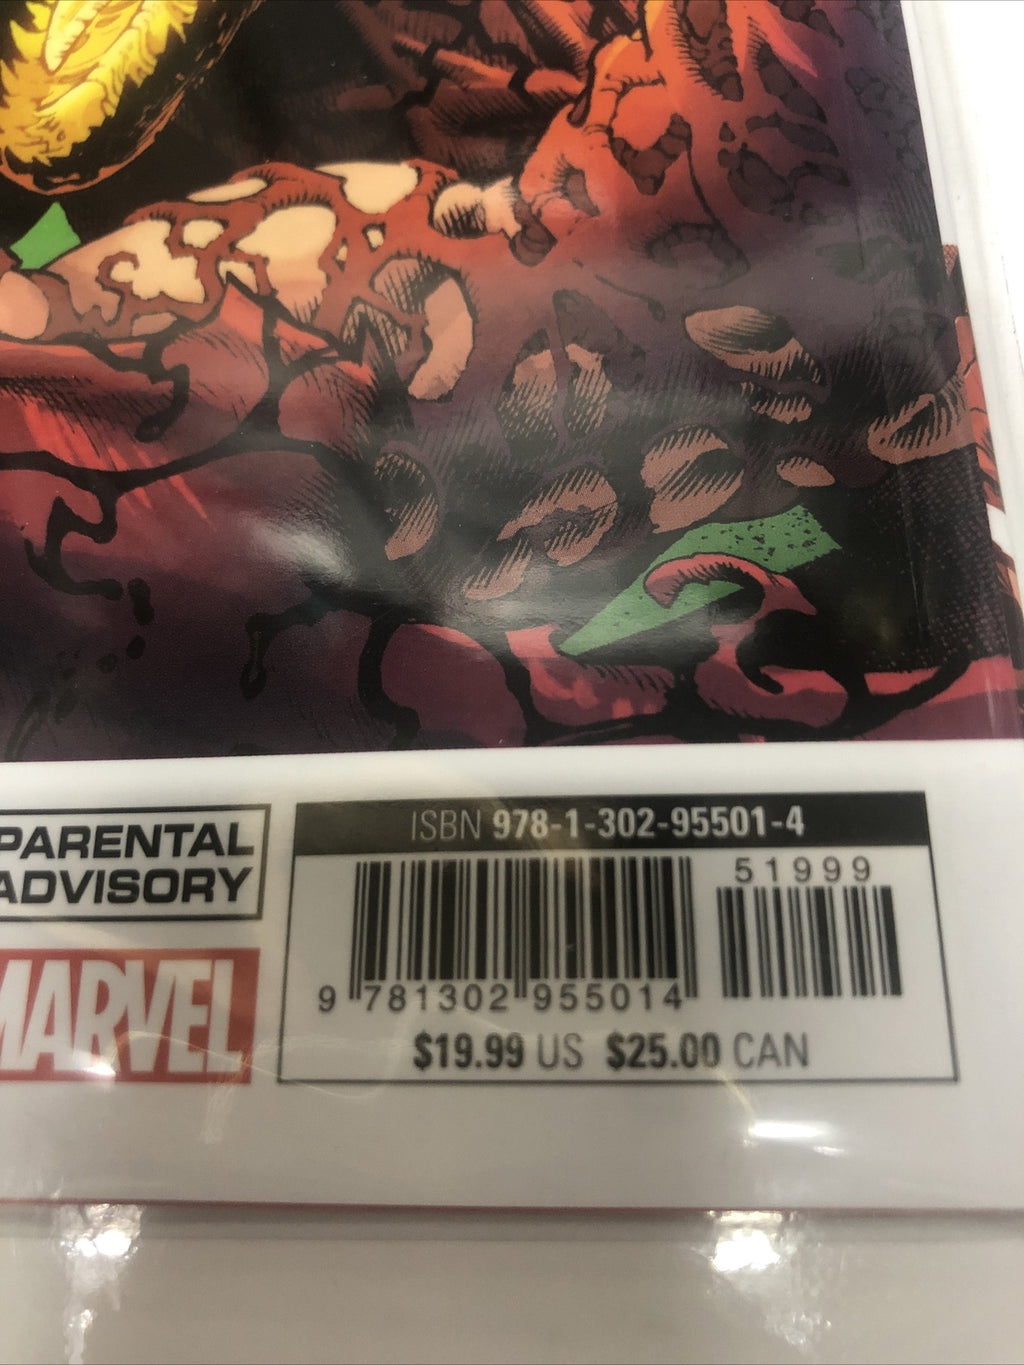 PARENTAL
ADVISORY
MARVEL
ISBN 978-1-302-95501-4
51999
9 781302 955014
$19.99 US $25.00 CAN